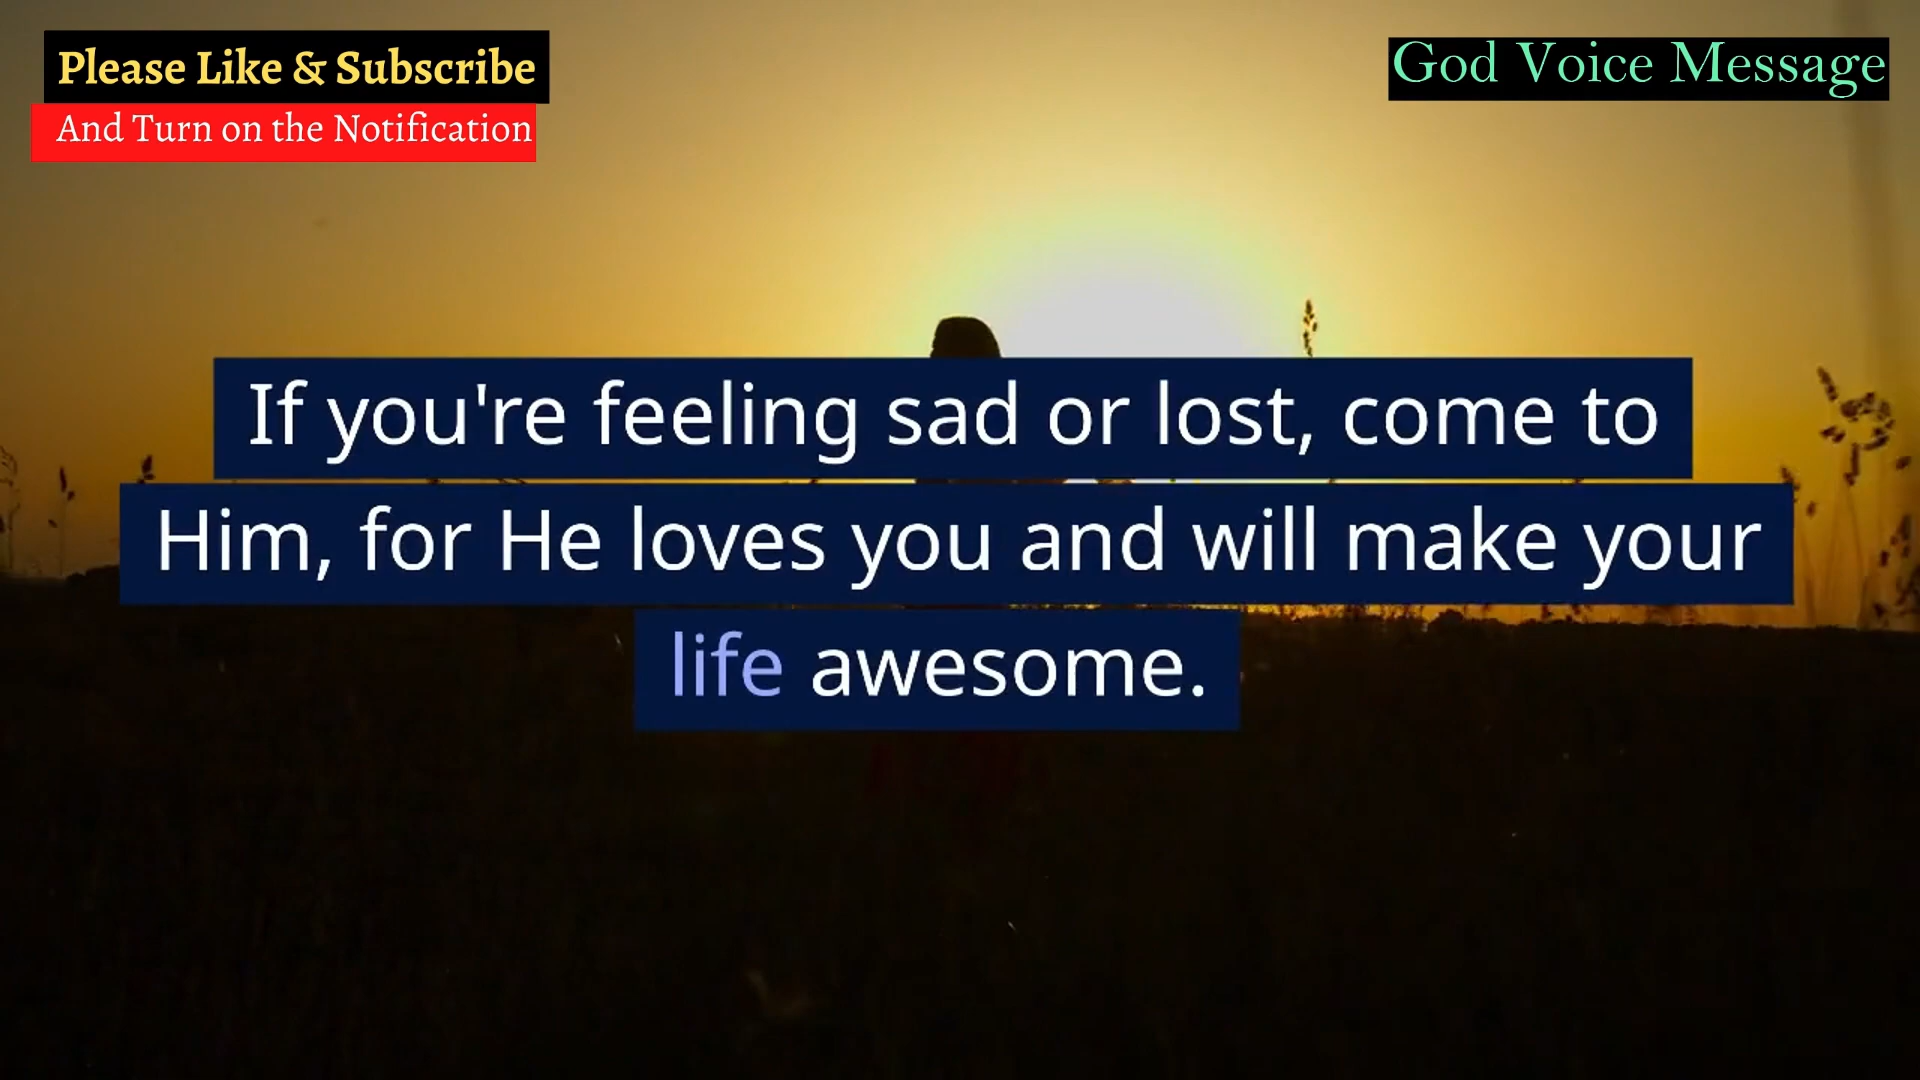 Please Like & Subscribe
And Turn on the Notification
God Voice Message
If you're feeling sad or lost, come to
Him, for He loves you and will make your
life awesome.